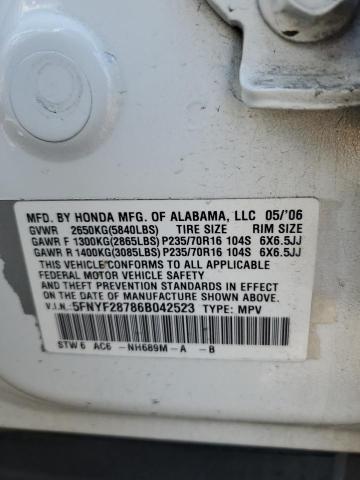 MFD. BY HONDA MFG. OF ALABAMA, LLC 05/'06
GVWR 2650KG(5840LBS) TIRE SIZE RIM SIZE
GAWR F 1300KG(2865LBS) P235/70R16 104S 6X6.5JJ
GAWR R 1400KG(3085LBS) P235/70R16 104S 6X6.5JJ
THIS VEHICLE CONFORMS TO ALL APPLICABLE
FEDERAL MOTOR VEHICLE SAFETY AND
THEFT PREVENTION STANDARDS IN EFFECT ON
THE DATE OF MANUFACTURE SHOWN ABOVE.
V.I.N.: 5FNYF28786B042523 TYPE: MPV
STW6 AC6 -NH689M-A -B